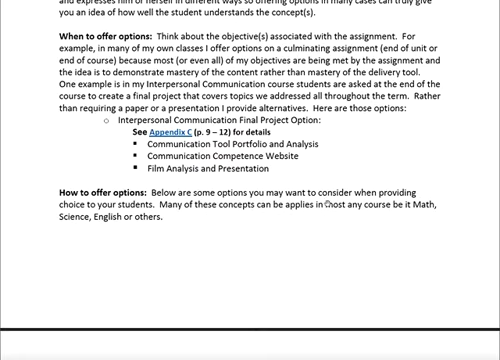 and expresses him or herself in different ways so offering options in many cases can truly give
you an idea of how well the student understands the concept(s).
When to offer options: Think about the objective(s) associated with the assignment. For
example, in many of my own classes I offer options on a culminating assignment (end of unit or
end of course) because most (or even all) of my objectives are being met by the assignment and
the idea is to demonstrate mastery of the content rather than mastery of the delivery tool.
One example is in my Interpersonal Communication course students are asked at the end of the
course to create a final project that covers topics we addressed all throughout the term. Rather
than requiring a paper or a presentation I provide alternatives. Here are those options:
o Interpersonal Communication Final Project Option:
See Appendix C (p. 9 – 12) for details
▪ Communication Tool Portfolio and Analysis
▪ Communication Competence Website
▪ Film Analysis and Presentation
How to offer options: Below are some options you may want to consider when providing
choice to your students. Many of these concepts can be applies in most any course be it Math,
Science, English or others.